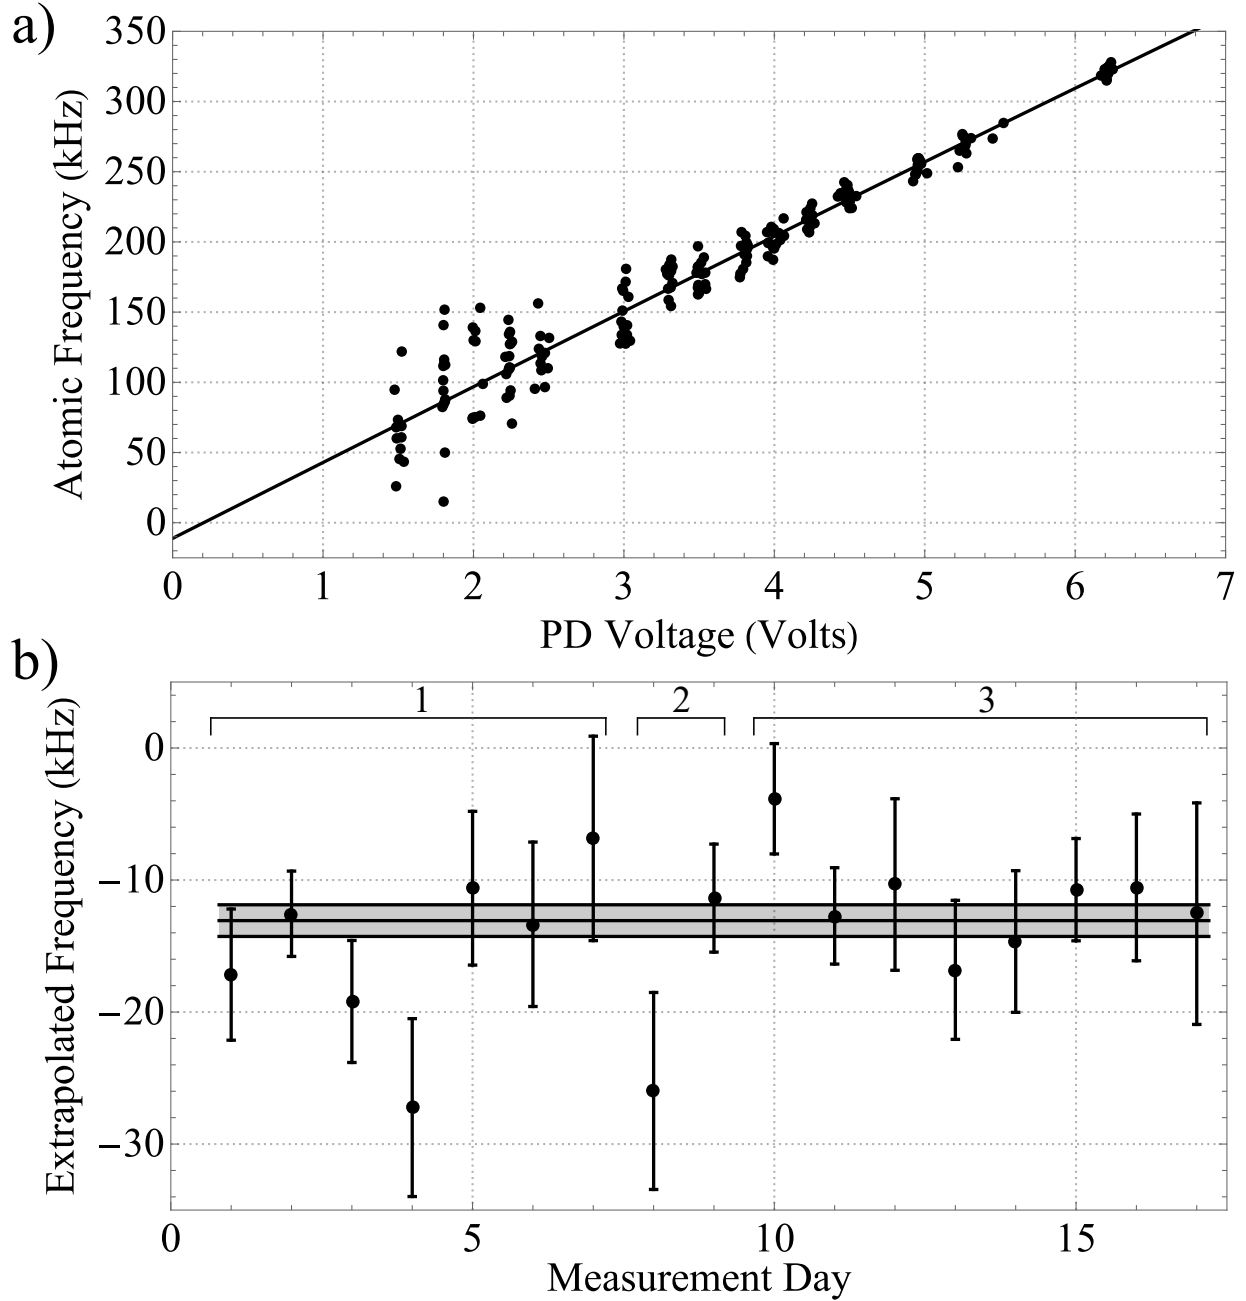 a)
350
300
250
200
150
100
50
0
Atomic Frequency (kHz)
0 1 2 3 4 5 6 7
PD Voltage (Volts)
b)
1 2 3
0
−10
−20
−30
Extrapolated Frequency (kHz)
0 5 10 15
Measurement Day